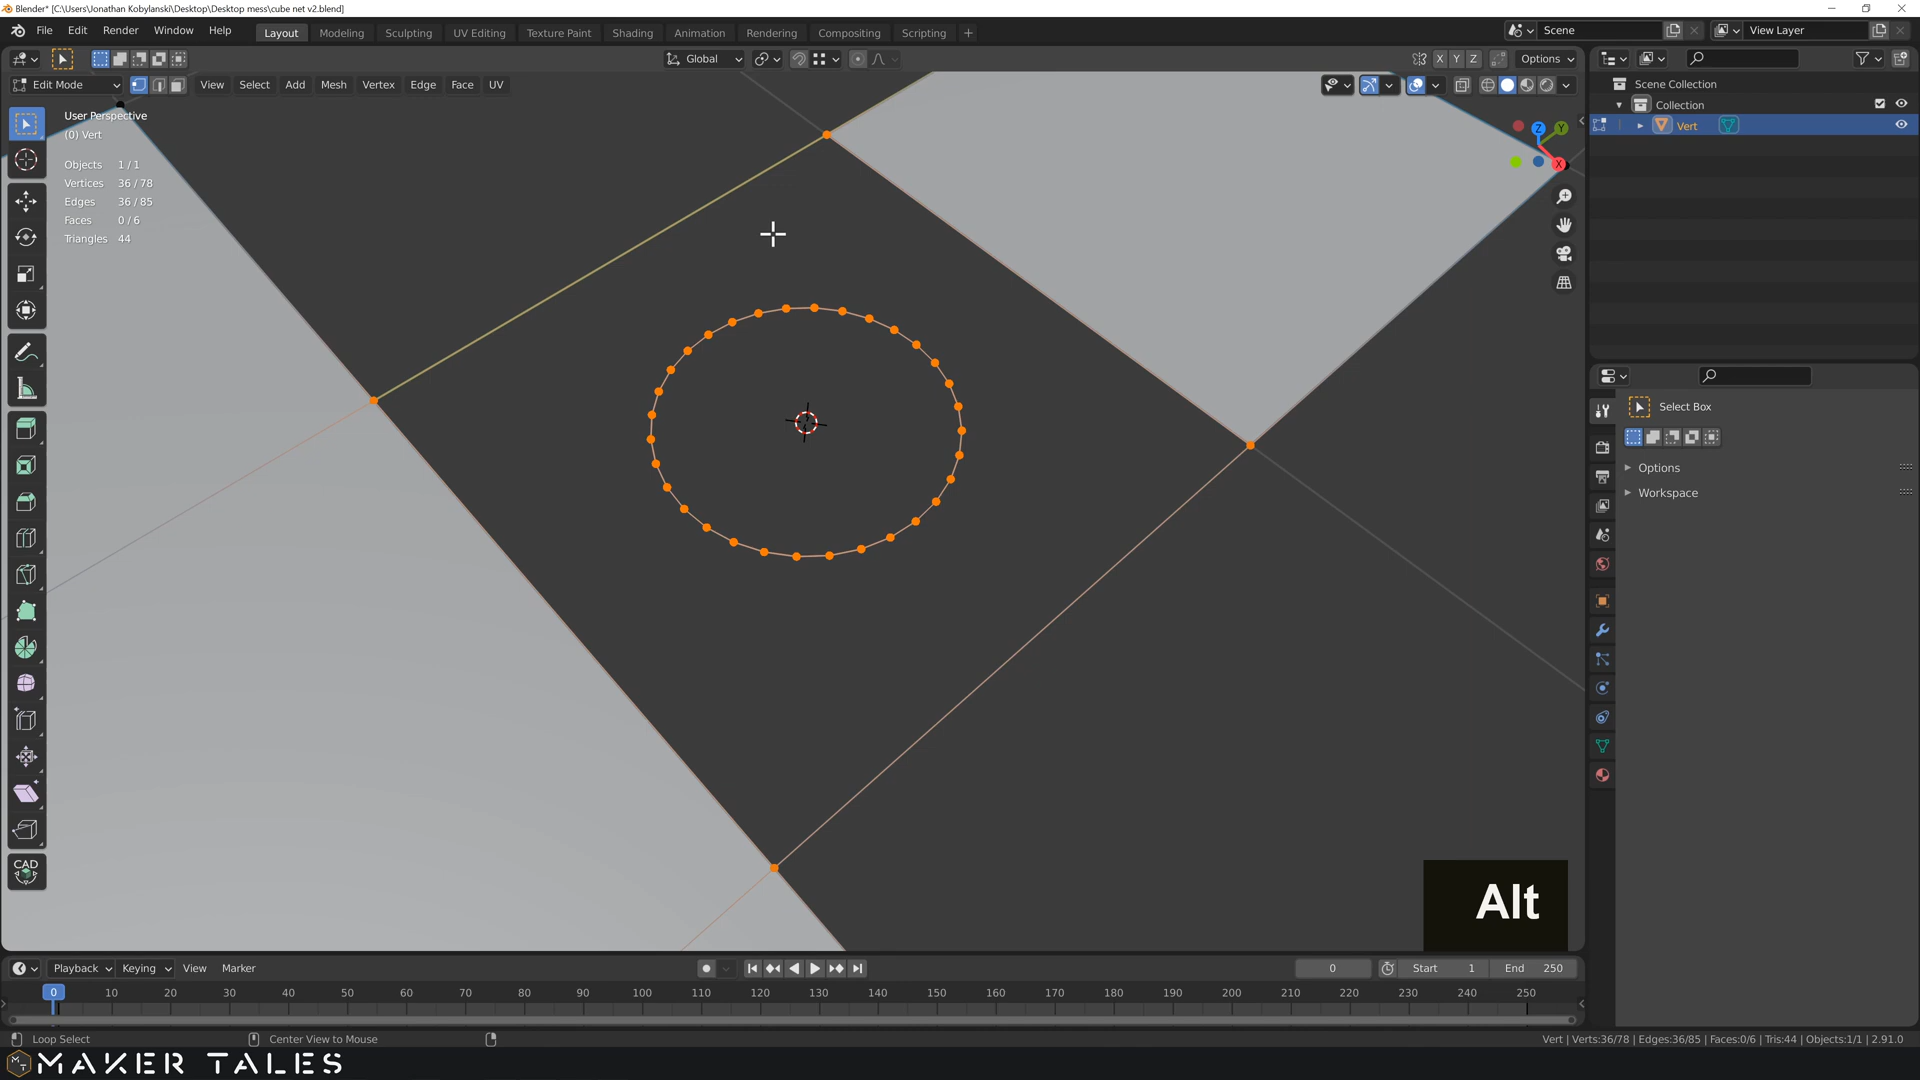 Blender* [C:\Users\Jonathan Kobylanski\Desktop\Desktop mess\cube net v2.blend]
File Edit Render Window Help
Layout Modeling Sculpting UV Editing Texture Paint Shading Animation Rendering Compositing Scripting +
Scene
View Layer
Global
X Y Z
Options
Edit Mode
View Select Add Mesh Vertex Edge Face UV
Scene Collection
Collection
Vert
User Perspective
(0) Vert
Objects 1 / 1
Vertices 36 / 78
Edges 36 / 85
Faces 0 / 6
Triangles 44
Z
Y
X
Select Box
Options
Workspace
CAD
Alt
Playback Keying View Marker
0
Start 1
End 250
0 10 20 30 40 50 60 70 80 90 100 110 120 130 140 150 160 170 180 190 200 210 220 230 240 250
Loop Select
Center View to Mouse
Vert | Verts:36/78 | Edges:36/85 | Faces:0/6 | Tris:44 | Objects:1/1 | 2.91.0
MAKER TALES